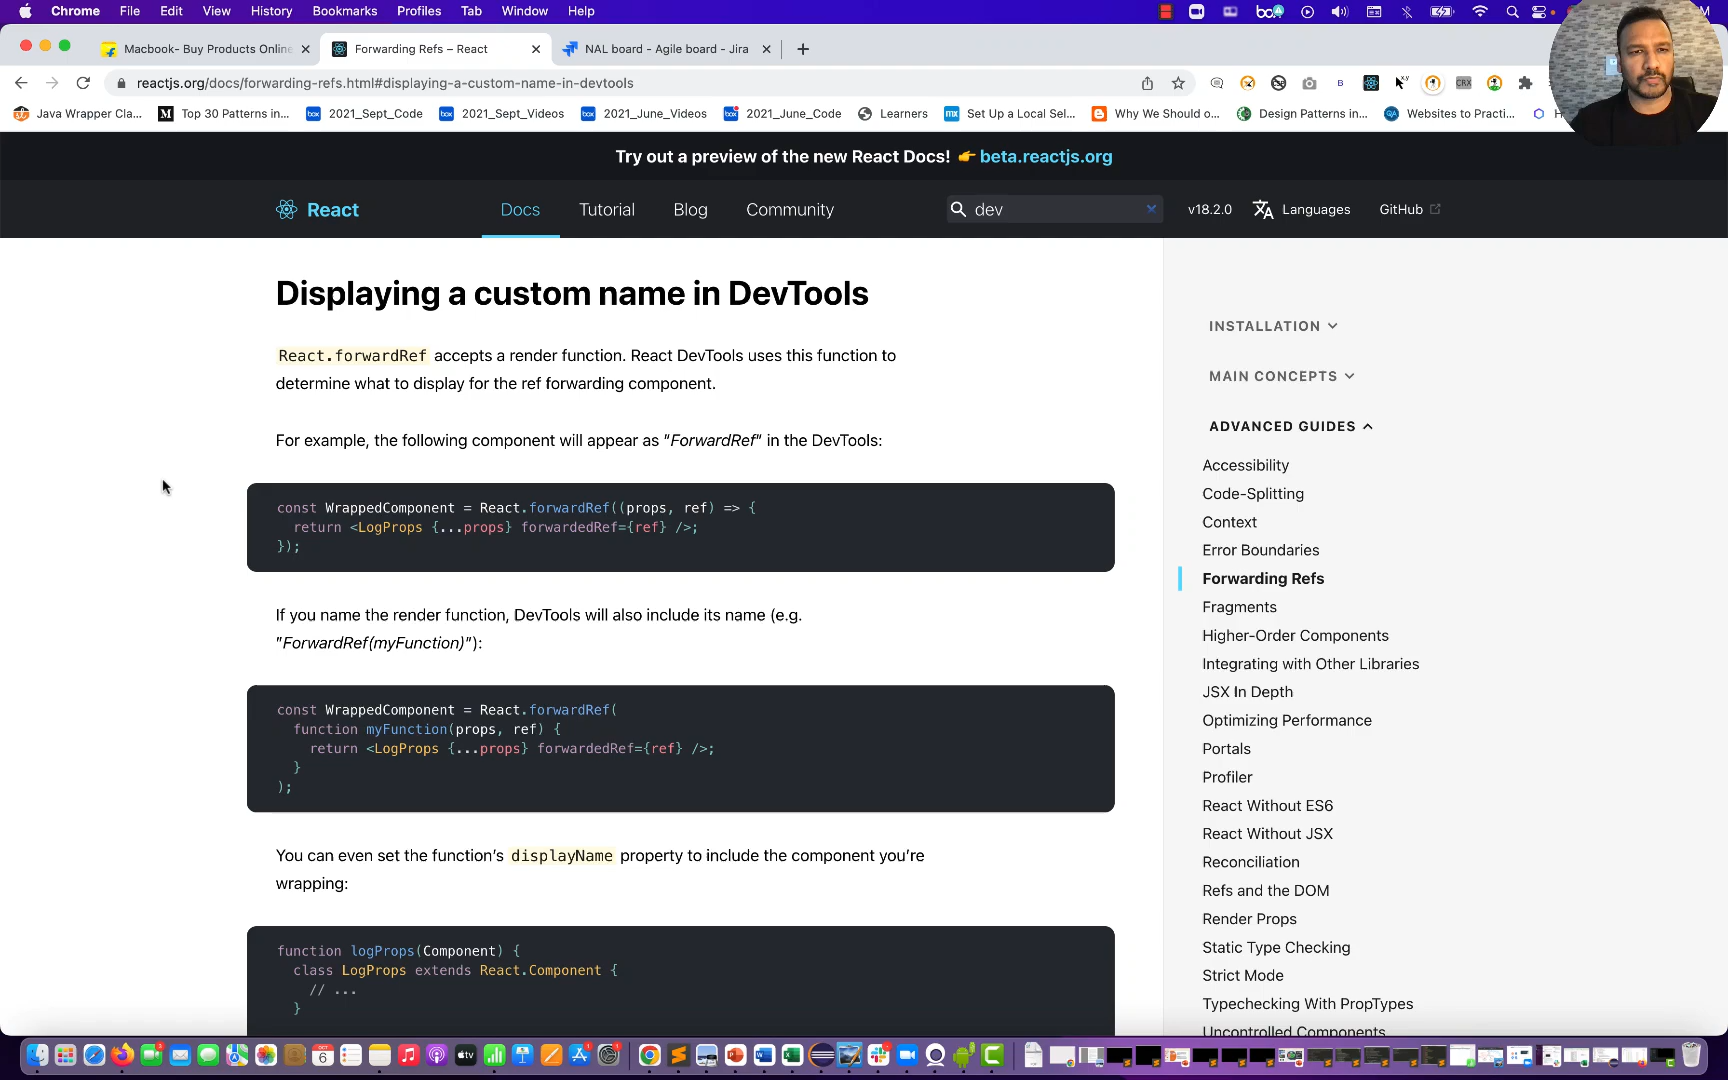 Chrome File Edit View History Bookmarks Profiles Tab Window Help
Macbook- Buy Products Online
Forwarding Refs – React
NAL board - Agile board - Jira
reactjs.org/docs/forwarding-refs.html#displaying-a-custom-name-in-devtools
Java Wrapper Cla... Top 30 Patterns in... 2021_Sept_Code 2021_Sept_Videos 2021_June_Videos 2021_June_Code Learners Set Up a Local Sel... Why We Should o... Design Patterns in... Websites to Practi...
Try out a preview of the new React Docs! 👉 beta.reactjs.org
React Docs Tutorial Blog Community dev v18.2.0 Languages GitHub
Displaying a custom name in DevTools
React.forwardRef accepts a render function. React DevTools uses this function to
determine what to display for the ref forwarding component.
For example, the following component will appear as "ForwardRef" in the DevTools:
const WrappedComponent = React.forwardRef((props, ref) => {
return <LogProps {...props} forwardedRef={ref} />;
});
If you name the render function, DevTools will also include its name (e.g.
"ForwardRef(myFunction)"):
const WrappedComponent = React.forwardRef(
function myFunction(props, ref) {
return <LogProps {...props} forwardedRef={ref} />;
}
);
You can even set the function's displayName property to include the component you're
wrapping:
function logProps(Component) {
class LogProps extends React.Component {
// ...
}
INSTALLATION
MAIN CONCEPTS
ADVANCED GUIDES
Accessibility
Code-Splitting
Context
Error Boundaries
Forwarding Refs
Fragments
Higher-Order Components
Integrating with Other Libraries
JSX In Depth
Optimizing Performance
Portals
Profiler
React Without ES6
React Without JSX
Reconciliation
Refs and the DOM
Render Props
Static Type Checking
Strict Mode
Typechecking With PropTypes
Uncontrolled Components